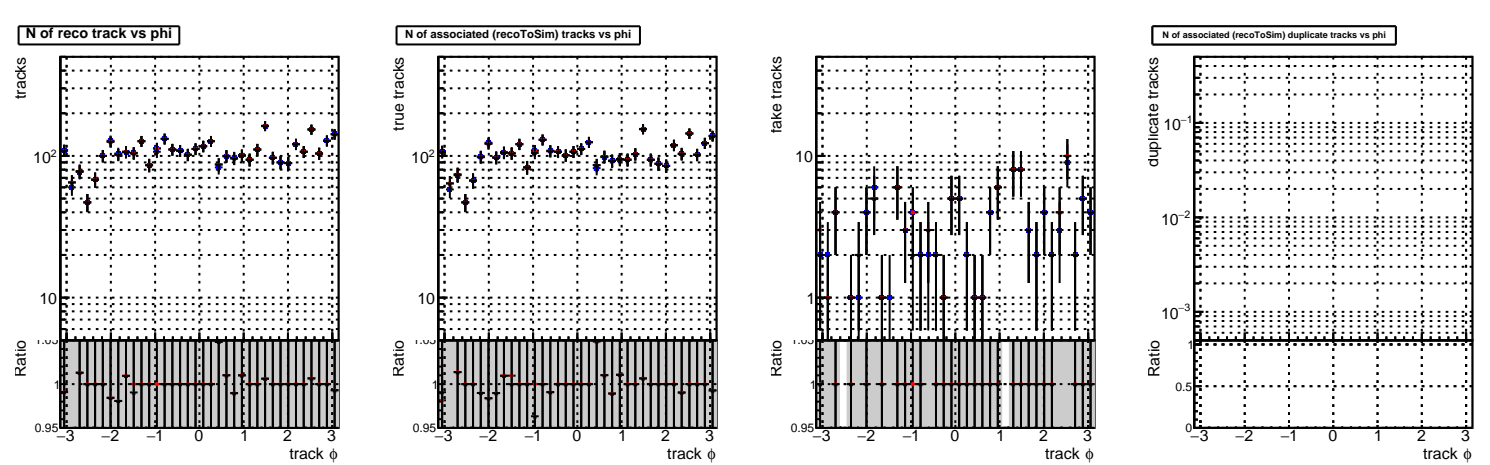 N of reco track vs phi
tracks
10²
10
Ratio
1.05
1
0.95
−3 −2 −1 0 1 2 3
track ϕ
N of associated (recoToSim) tracks vs phi
true tracks
10²
10
Ratio
1.05
1
0.95
−3 −2 −1 0 1 2 3
track ϕ
fake tracks
10
1
Ratio
1.05
1
0.95
−3 −2 −1 0 1 2 3
track ϕ
N of associated (recoToSim) duplicate tracks vs phi
duplicate tracks
10⁻¹
10⁻²
10⁻³
Ratio
1
0.5
0
−3 −2 −1 0 1 2 3
track ϕ